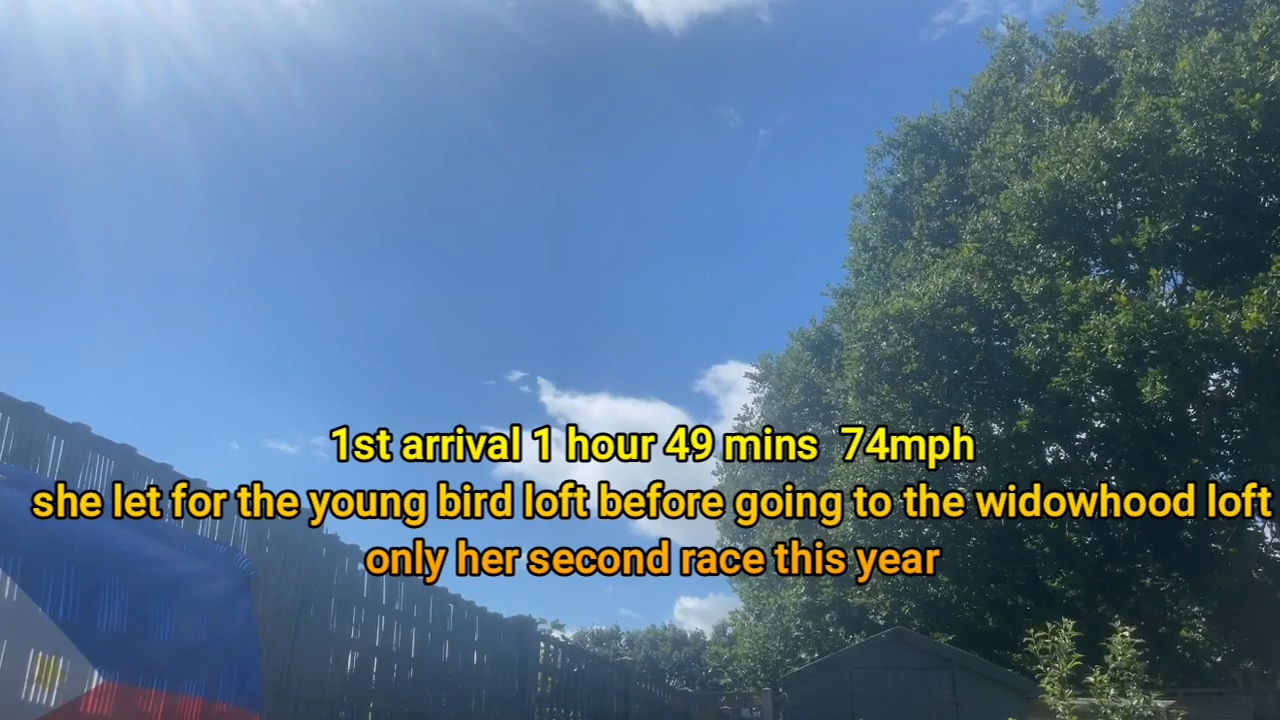 1st arrival 1 hour 49 mins 74mph
she let for the young bird loft before going to the widowhood loft
only her second race this year